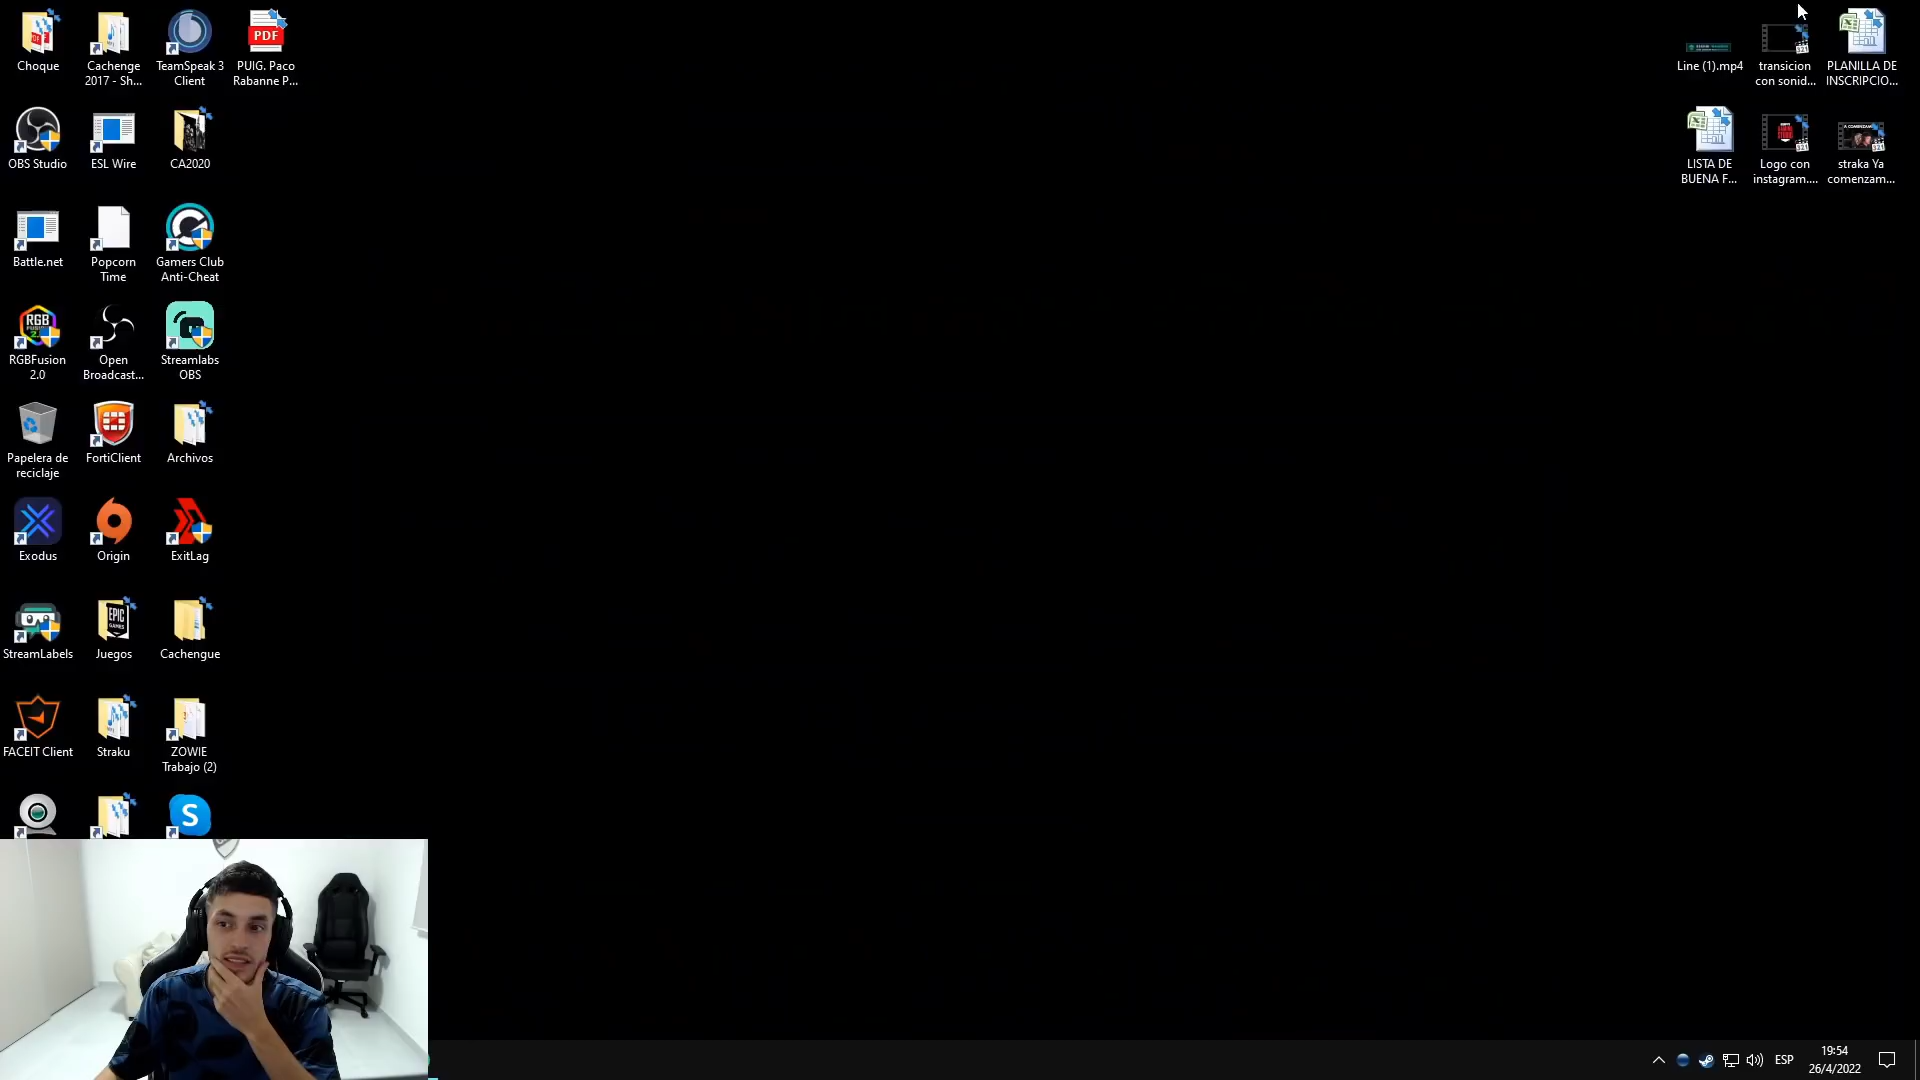 Choque
Cachenge
2017 - Sh...
TeamSpeak 3
Client
PUIG. Paco
Rabanne P...
PDF
OBS Studio
ESL Wire
CA2020
Battle.net
Popcorn
Time
Gamers Club
Anti-Cheat
RGB
RGBFusion
2.0
Open
Broadcast...
Streamlabs
OBS
Papelera de
reciclaje
FortiClient
Archivos
Exodus
Origin
ExitLag
StreamLabels
EPIC
GAMES
Juegos
Cachengue
FACEIT Client
Straku
ZOWIE
Trabajo (2)
S
Line (1).mp4
transicion
con sonid...
PLANILLA DE
INSCRIPCIO...
LISTA DE
BUENA F...
Logo con
instagram....
A COMENZAM
straka Ya
comenzam...
ESP
19:54
26/4/2022